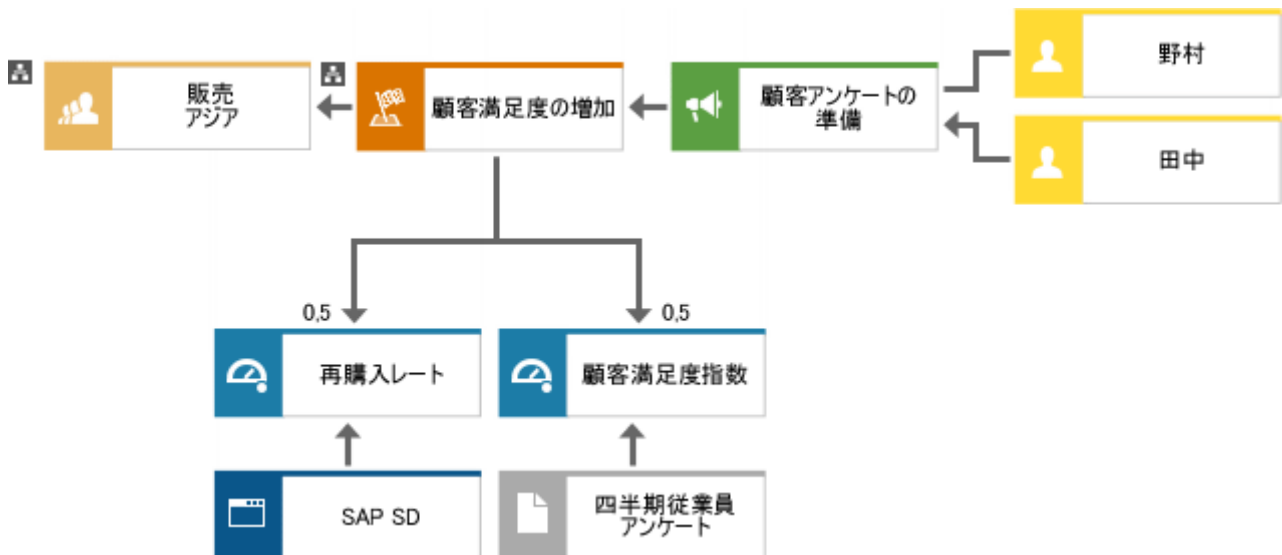 販売
アジア
顧客満足度の増加
顧客アンケートの
準備
野村
田中
0,5
0,5
再購入レート
顧客満足度指数
SAP SD
四半期従業員
アンケート